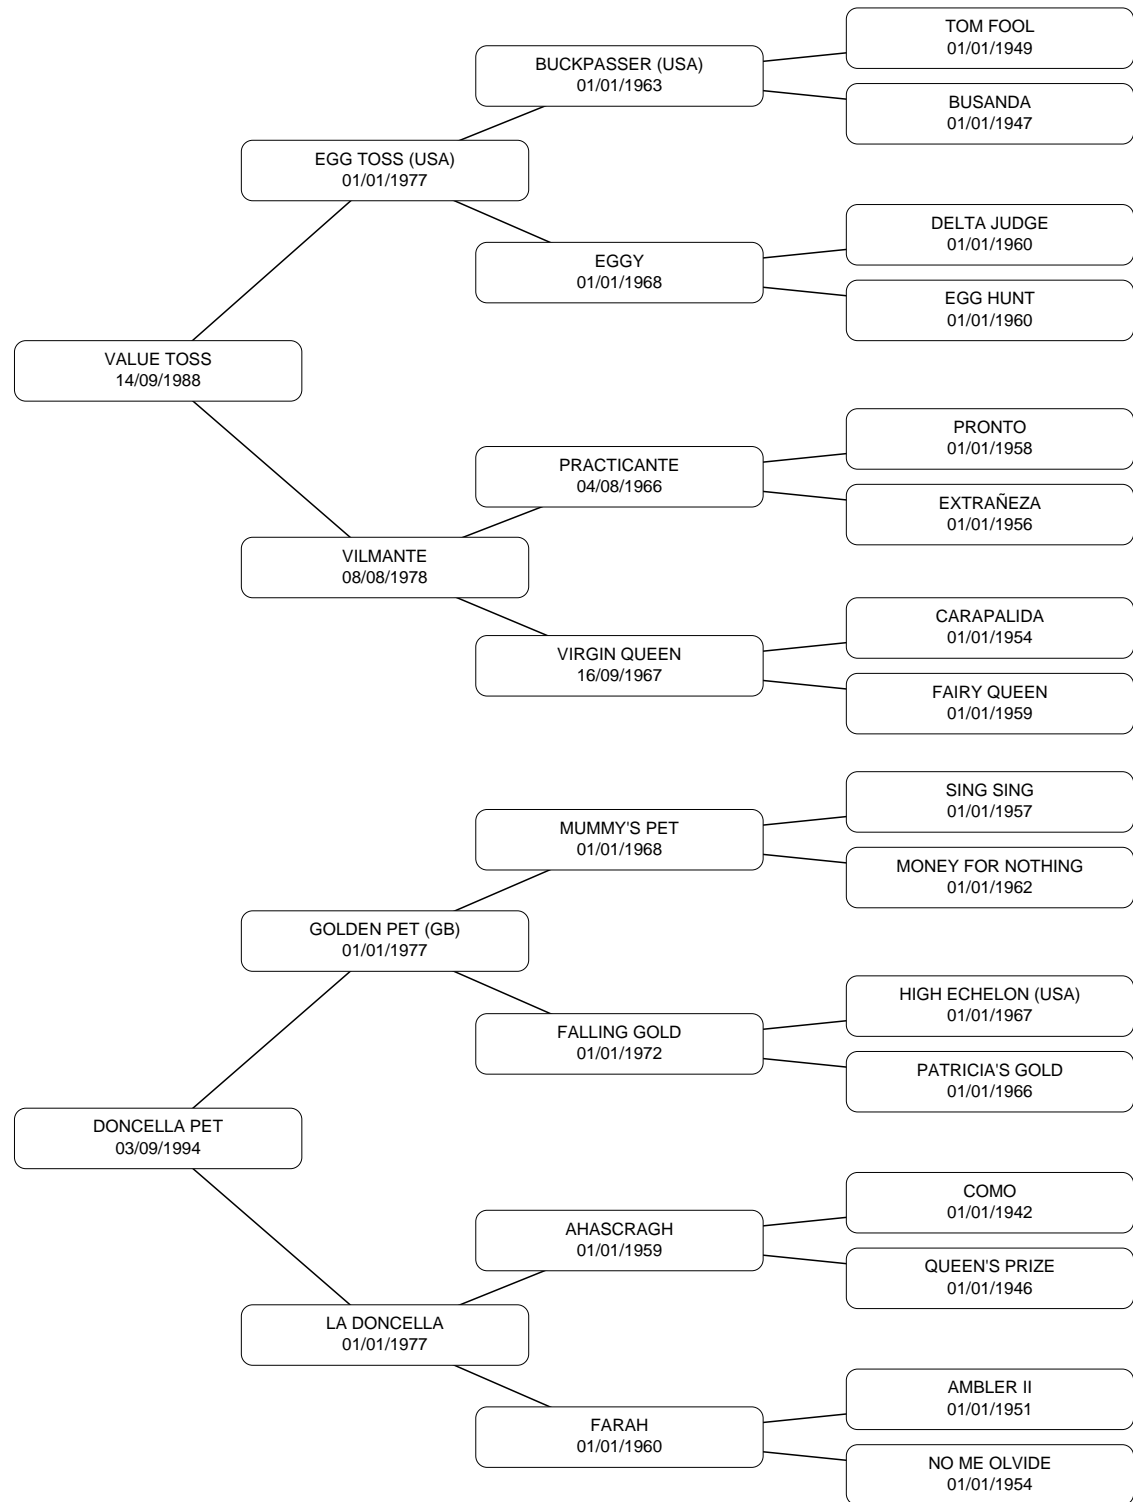 TOM FOOL
01/01/1949
BUCKPASSER (USA)
01/01/1963
BUSANDA
01/01/1947
EGG TOSS (USA)
01/01/1977
DELTA JUDGE
01/01/1960
EGGY
01/01/1968
EGG HUNT
01/01/1960
VALUE TOSS
14/09/1988
PRONTO
01/01/1958
PRACTICANTE
04/08/1966
EXTRAÑEZA
01/01/1956
VILMANTE
08/08/1978
CARAPALIDA
01/01/1954
VIRGIN QUEEN
16/09/1967
FAIRY QUEEN
01/01/1959
SING SING
01/01/1957
MUMMY'S PET
01/01/1968
MONEY FOR NOTHING
01/01/1962
GOLDEN PET (GB)
01/01/1977
HIGH ECHELON (USA)
01/01/1967
FALLING GOLD
01/01/1972
PATRICIA'S GOLD
01/01/1966
DONCELLA PET
03/09/1994
COMO
01/01/1942
AHASCRAGH
01/01/1959
QUEEN'S PRIZE
01/01/1946
LA DONCELLA
01/01/1977
AMBLER II
01/01/1951
FARAH
01/01/1960
NO ME OLVIDE
01/01/1954